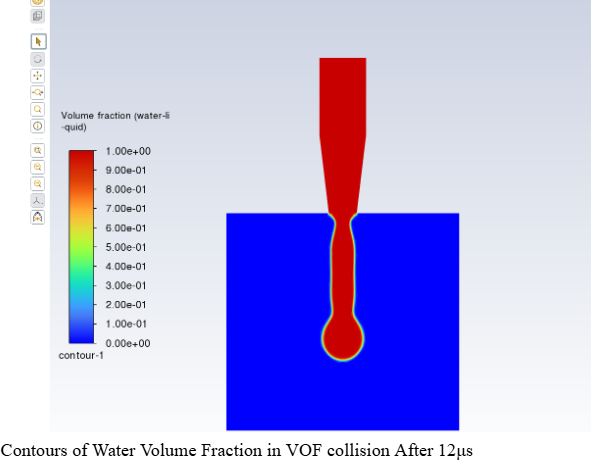 Volume fraction (water-li
-quid)
1.00e+00
9.00e-01
8.00e-01
7.00e-01
6.00e-01
5.00e-01
4.00e-01
3.00e-01
2.00e-01
1.00e-01
0.00e+00
contour-1
Contours of Water Volume Fraction in VOF collision After 12μs